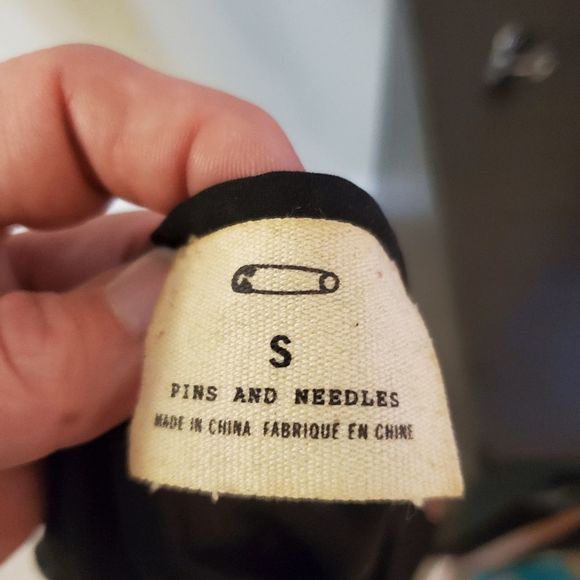 S
PINS AND NEEDLES
MADE IN CHINA FABRIQUÉ EN CHINE